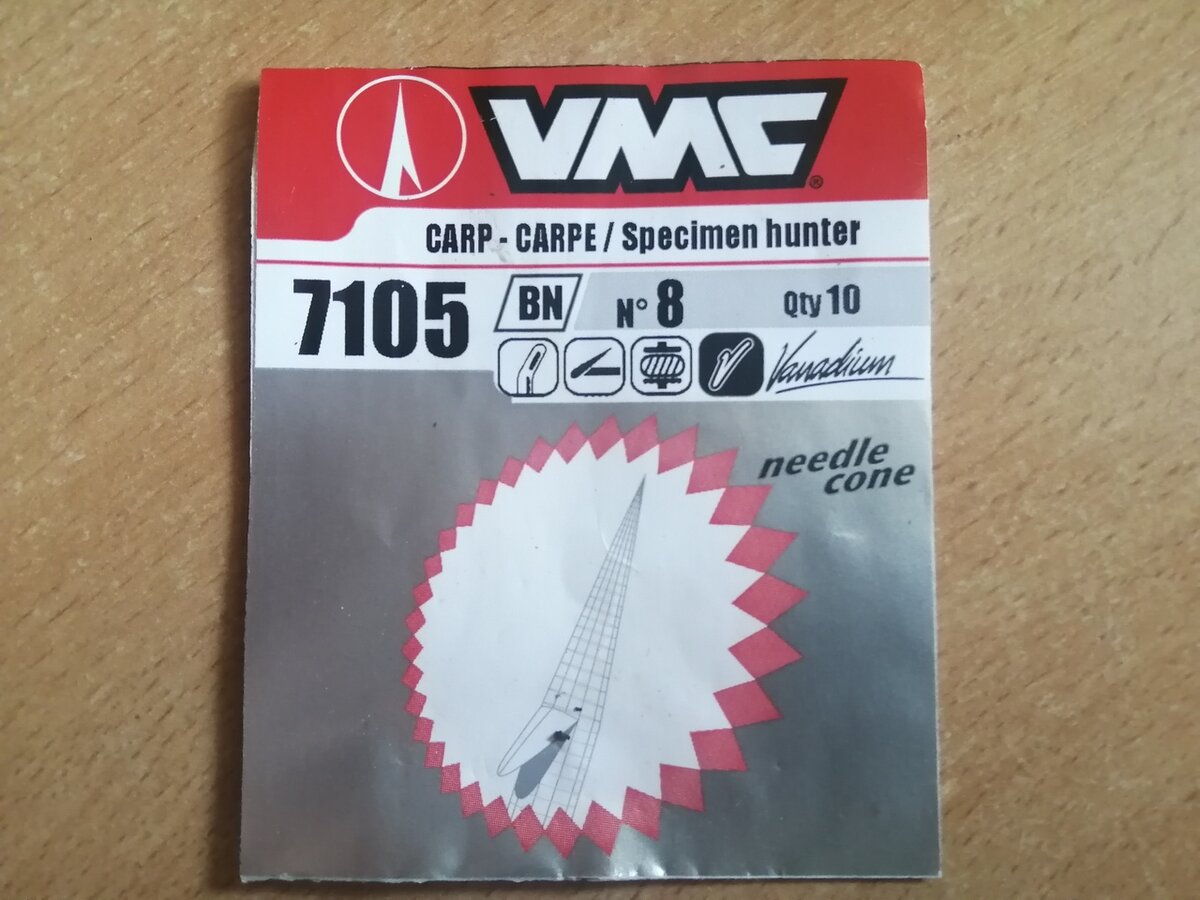 VMC®
CARP - CARPE / Specimen hunter
7105 BN N° 8 Qty 10
Vanadium
needle
cone